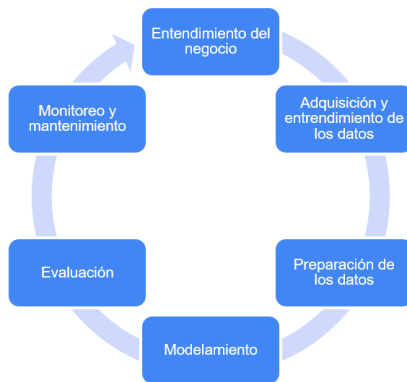 Entendimiento del
negocio
Adquisición y
entrendimiento de
los datos
Preparación de
los datos
Modelamiento
Evaluación
Monitoreo y
mantenimiento